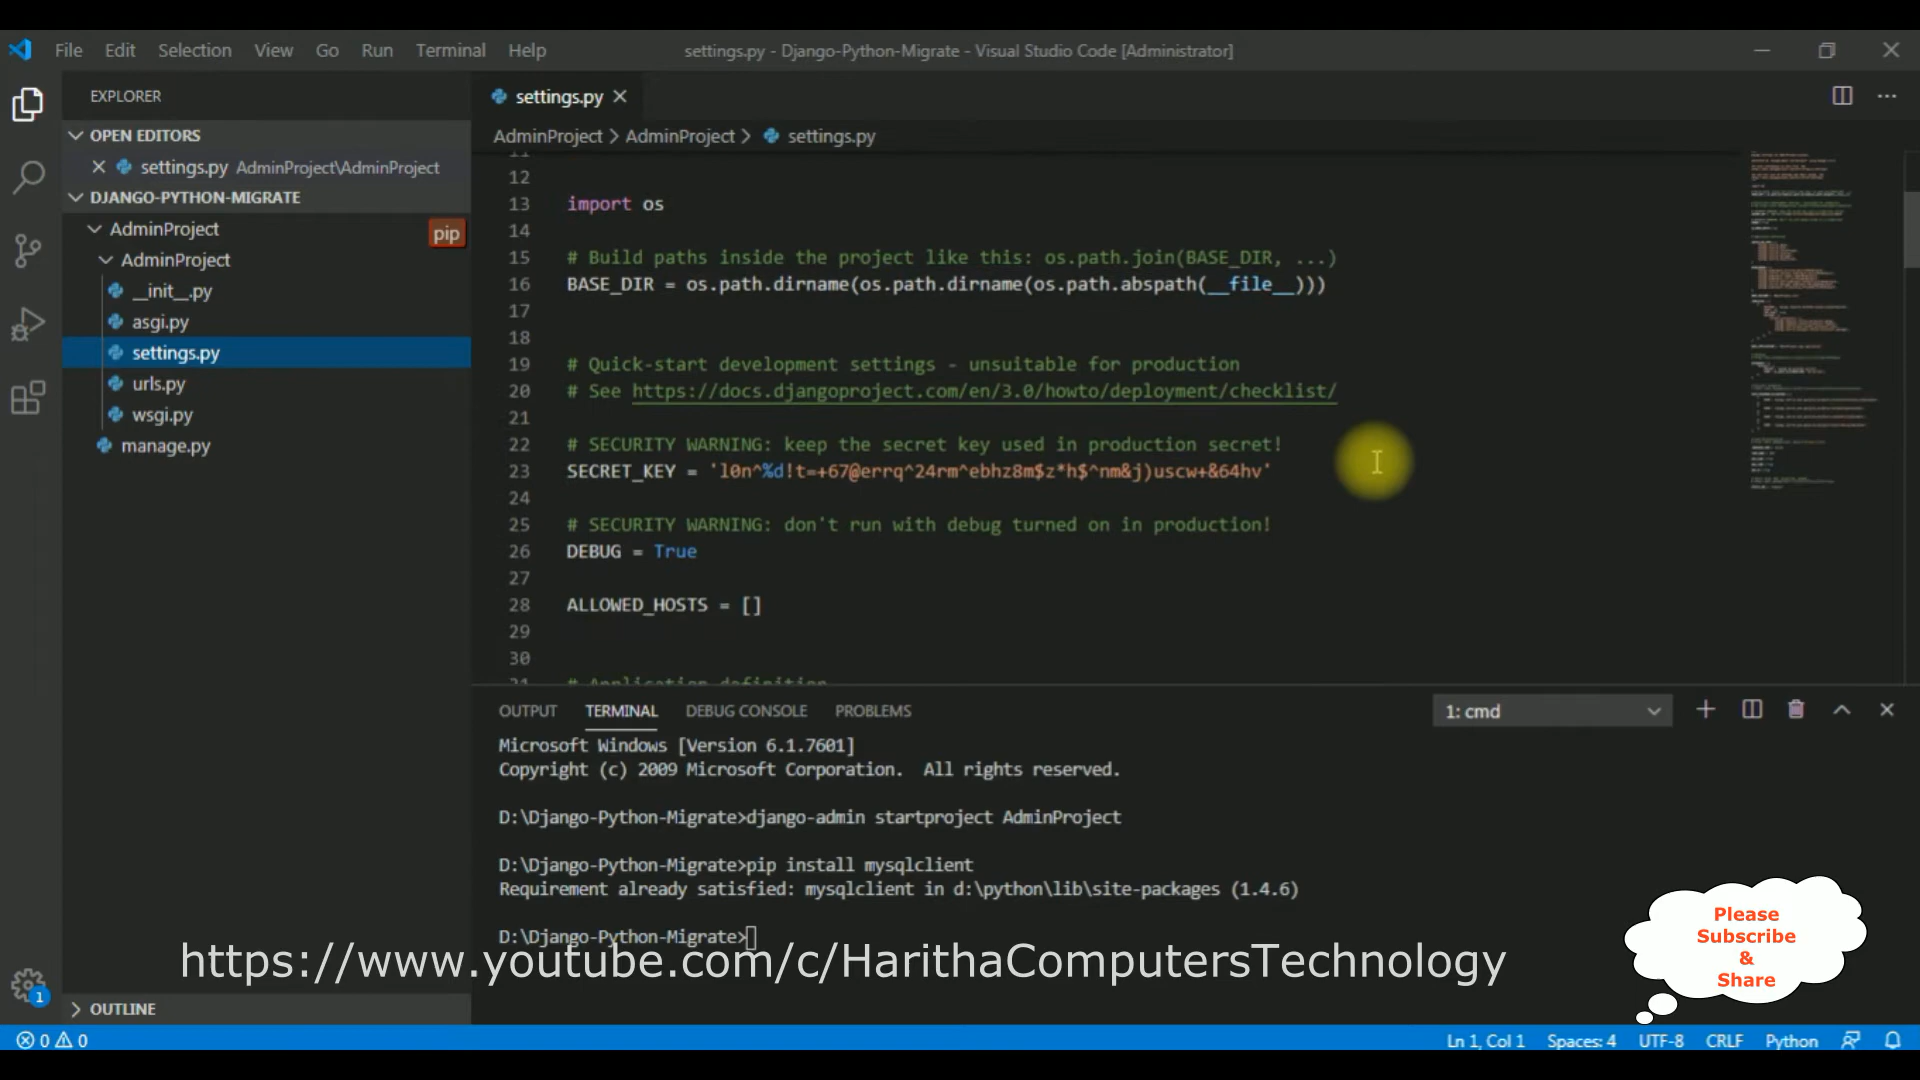 File Edit Selection View Go Run Terminal Help settings.py - Django-Python-Migrate - Visual Studio Code [Administrator]
EXPLORER
OPEN EDITORS
settings.py AdminProject\AdminProject
DJANGO-PYTHON-MIGRATE
AdminProject
pip
AdminProject
__init__.py
asgi.py
settings.py
urls.py
wsgi.py
manage.py
OUTLINE
settings.py
AdminProject > AdminProject > settings.py
11
12
13 import os
14
15 # Build paths inside the project like this: os.path.join(BASE_DIR, ...)
16 BASE_DIR = os.path.dirname(os.path.dirname(os.path.abspath(__file__)))
17
18
19 # Quick-start development settings - unsuitable for production
20 # See https://docs.djangoproject.com/en/3.0/howto/deployment/checklist/
21
22 # SECURITY WARNING: keep the secret key used in production secret!
23 SECRET_KEY = 'l0n^%d!t=+67@errq^24rm^ebhz8m$z*h$^nm&j)uscw+&64hv'
24
25 # SECURITY WARNING: don't run with debug turned on in production!
26 DEBUG = True
27
28 ALLOWED_HOSTS = []
29
30
31 # Application definition
OUTPUT TERMINAL DEBUG CONSOLE PROBLEMS 1: cmd
Microsoft Windows [Version 6.1.7601]
Copyright (c) 2009 Microsoft Corporation. All rights reserved.
D:\Django-Python-Migrate>django-admin startproject AdminProject
D:\Django-Python-Migrate>pip install mysqlclient
Requirement already satisfied: mysqlclient in d:\python\lib\site-packages (1.4.6)
D:\Django-Python-Migrate>
https://www.youtube.com/c/HarithaComputersTechnology
Please
Subscribe
&
Share
1
0 0 Ln 1, Col 1 Spaces: 4 UTF-8 CRLF Python